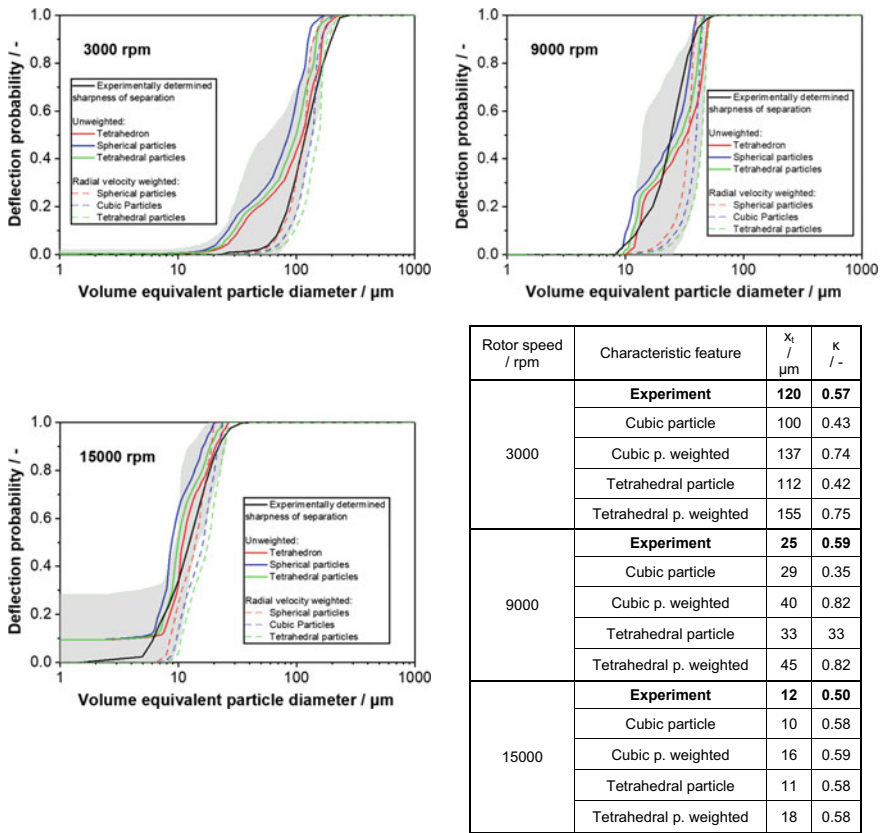 3000 rpm
Deflection probability / -
1.0
0.8
0.6
0.4
0.2
0.0
Experimentally determined
sharpness of separation
Unweighted:
Tetrahedron
Spherical particles
Tetrahedral particles
Radial velocity weighted:
Spherical particles
Cubic Particles
Tetrahedral particles
1 10 100 1000
Volume equivalent particle diameter / µm
9000 rpm
Deflection probability / -
1.0
0.8
0.6
0.4
0.2
0.0
Experimentally determined
sharpness of separation
Unweighted:
Tetrahedron
Spherical particles
Tetrahedral particles
Radial velocity weighted:
Spherical particles
Cubic Particles
Tetrahedral particles
1 10 100 1000
Volume equivalent particle diameter / µm
15000 rpm
Deflection probability / -
1.0
0.8
0.6
0.4
0.2
0.0
Experimentally determined
sharpness of separation
Unweighted:
Tetrahedron
Spherical particles
Tetrahedral particles
Radial velocity weighted:
Spherical particles
Cubic Particles
Tetrahedral particles
1 10 100 1000
Volume equivalent particle diameter / µm
Rotor speed
/ rpm
Characteristic feature
xt
/
µm
κ
/ -
3000
Experiment 120 0.57
Cubic particle 100 0.43
Cubic p. weighted 137 0.74
Tetrahedral particle 112 0.42
Tetrahedral p. weighted 155 0.75
9000
Experiment 25 0.59
Cubic particle 29 0.35
Cubic p. weighted 40 0.82
Tetrahedral particle 33 33
Tetrahedral p. weighted 45 0.82
15000
Experiment 12 0.50
Cubic particle 10 0.58
Cubic p. weighted 16 0.59
Tetrahedral particle 11 0.58
Tetrahedral p. weighted 18 0.58